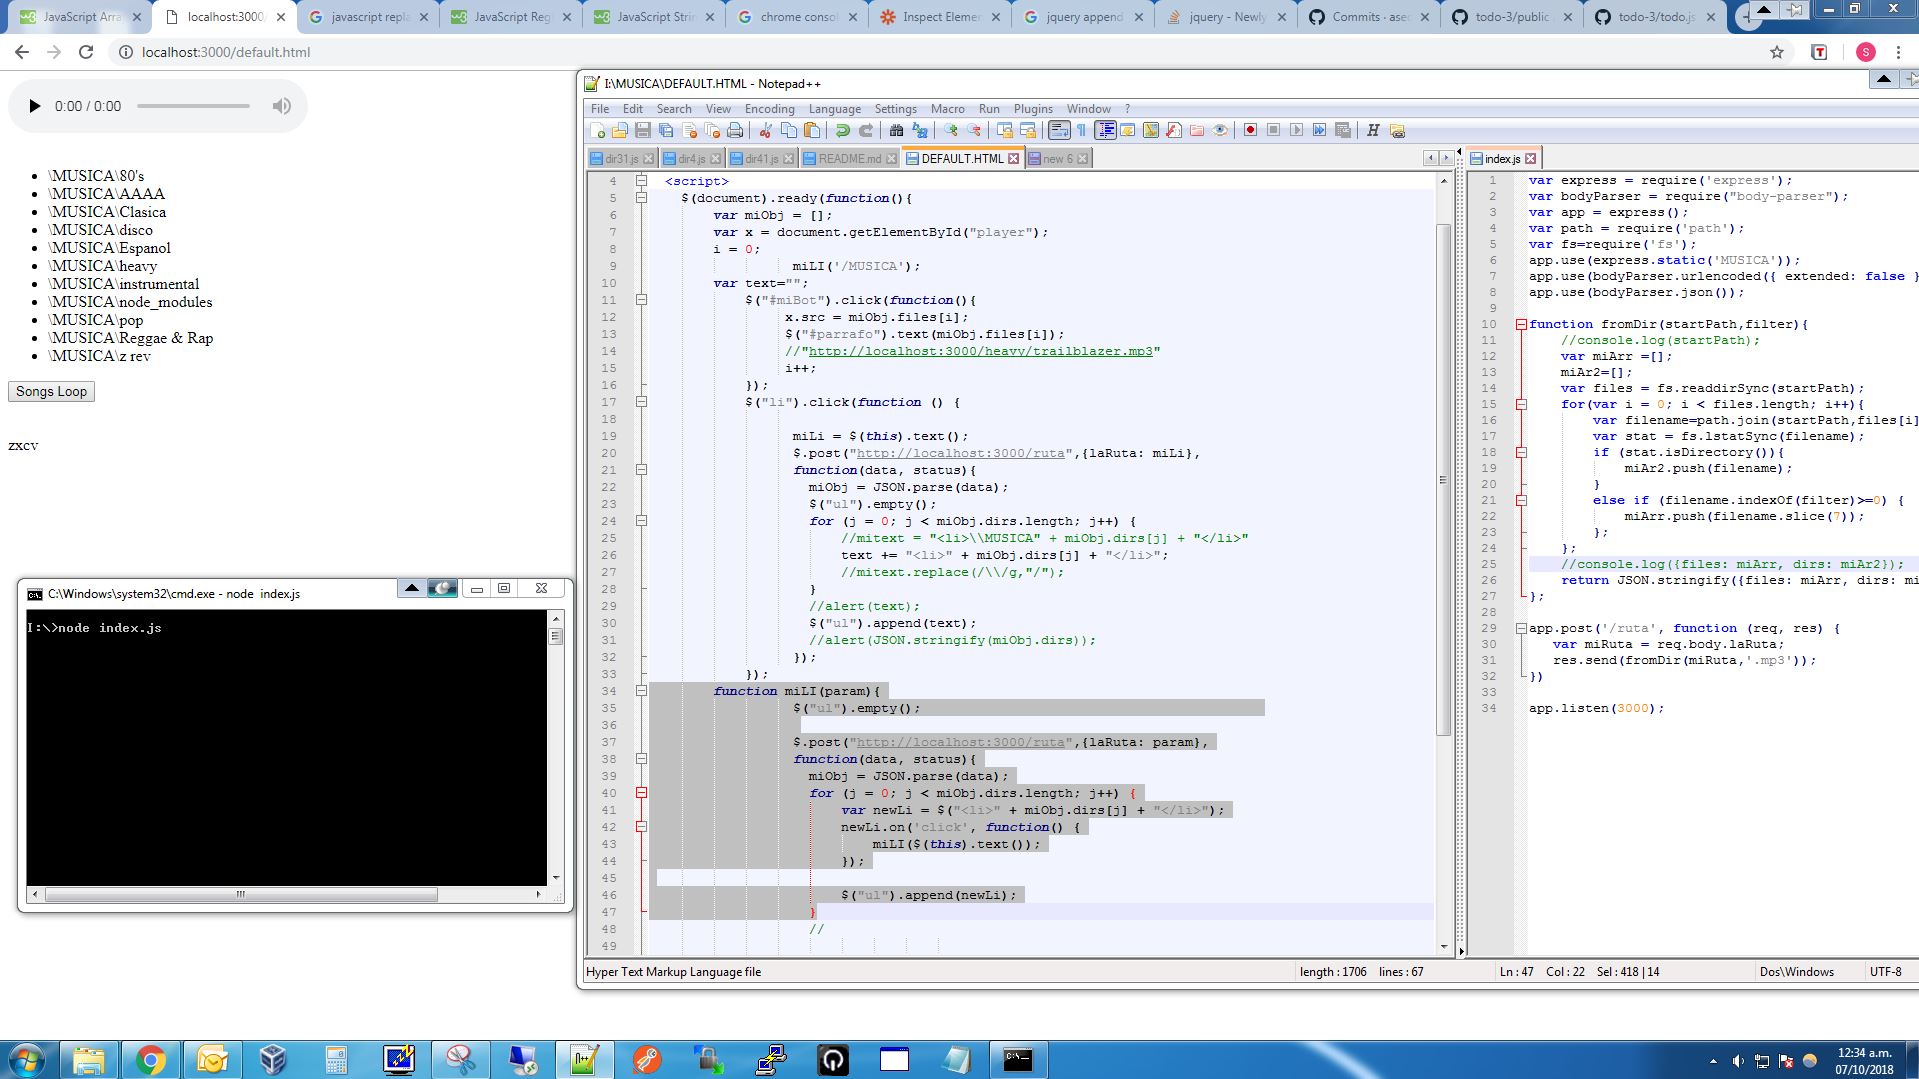 JavaScript Array
localhost:3000/
javascript repla
JavaScript Reg
JavaScript Strin
chrome conso
Inspect Elemen
jquery append
jquery - Newly
Commits · asec
todo-3/public
todo-3/todo.js
localhost:3000/default.html
S
0:00 / 0:00
\MUSICA\80's
\MUSICA\AAAA
\MUSICA\Clasica
\MUSICA\disco
\MUSICA\Espanol
\MUSICA\heavy
\MUSICA\instrumental
\MUSICA\node_modules
\MUSICA\pop
\MUSICA\Reggae & Rap
\MUSICA\z rev
Songs Loop
zxcv
C:\Windows\system32\cmd.exe - node index.js
I:\>node index.js
I:\MUSICA\DEFAULT.HTML - Notepad++
File Edit Search View Encoding Language Settings Macro Run Plugins Window ?
dir31.js dir4.js dir41.js README.md DEFAULT.HTML new 6
4 <script>
5 $(document).ready(function(){
6 var miObj = [];
7 var x = document.getElementById("player");
8 i = 0;
9 miLI('/MUSICA');
10 var text="";
11 $("#miBot").click(function(){
12 x.src = miObj.files[i];
13 $("#parrafo").text(miObj.files[i]);
14 //"http://localhost:3000/heavy/trailblazer.mp3"
15 i++;
16 });
17 $("li").click(function () {
18
19 miLi = $(this).text();
20 $.post("http://localhost:3000/ruta",{laRuta: miLi},
21 function(data, status){
22 miObj = JSON.parse(data);
23 $("ul").empty();
24 for (j = 0; j < miObj.dirs.length; j++) {
25 //mitext = "<li>\\MUSICA" + miObj.dirs[j] + "</li>"
26 text += "<li>" + miObj.dirs[j] + "</li>";
27 //mitext.replace(/\\/g,"/");
28 }
29 //alert(text);
30 $("ul").append(text);
31 //alert(JSON.stringify(miObj.dirs));
32 });
33 });
34 function miLI(param){
35 $("ul").empty();
36
37 $.post("http://localhost:3000/ruta",{laRuta: param},
38 function(data, status){
39 miObj = JSON.parse(data);
40 for (j = 0; j < miObj.dirs.length; j++) {
41 var newLi = $("<li>" + miObj.dirs[j] + "</li>");
42 newLi.on('click', function() {
43 miLI($(this).text());
44 });
45
46 $("ul").append(newLi);
47 }
48 //
49
index.js
1 var express = require('express');
2 var bodyParser = require("body-parser");
3 var app = express();
4 var path = require('path');
5 var fs=require('fs');
6 app.use(express.static('MUSICA'));
7 app.use(bodyParser.urlencoded({ extended: false }
8 app.use(bodyParser.json());
9
10 function fromDir(startPath,filter){
11 //console.log(startPath);
12 var miArr =[];
13 miAr2=[];
14 var files = fs.readdirSync(startPath);
15 for(var i = 0; i < files.length; i++){
16 var filename=path.join(startPath,files[i]
17 var stat = fs.lstatSync(filename);
18 if (stat.isDirectory()){
19 miAr2.push(filename);
20 }
21 else if (filename.indexOf(filter)>=0) {
22 miArr.push(filename.slice(7));
23 };
24 };
25 //console.log({files: miArr, dirs: miAr2});
26 return JSON.stringify({files: miArr, dirs: mi
27 };
28
29 app.post('/ruta', function (req, res) {
30 var miRuta = req.body.laRuta;
31 res.send(fromDir(miRuta,'.mp3'));
32 })
33
34 app.listen(3000);
Hyper Text Markup Language file length : 1706 lines : 67 Ln : 47 Col : 22 Sel : 418 | 14 Dos\Windows UTF-8
12:34 a.m.
07/10/2018